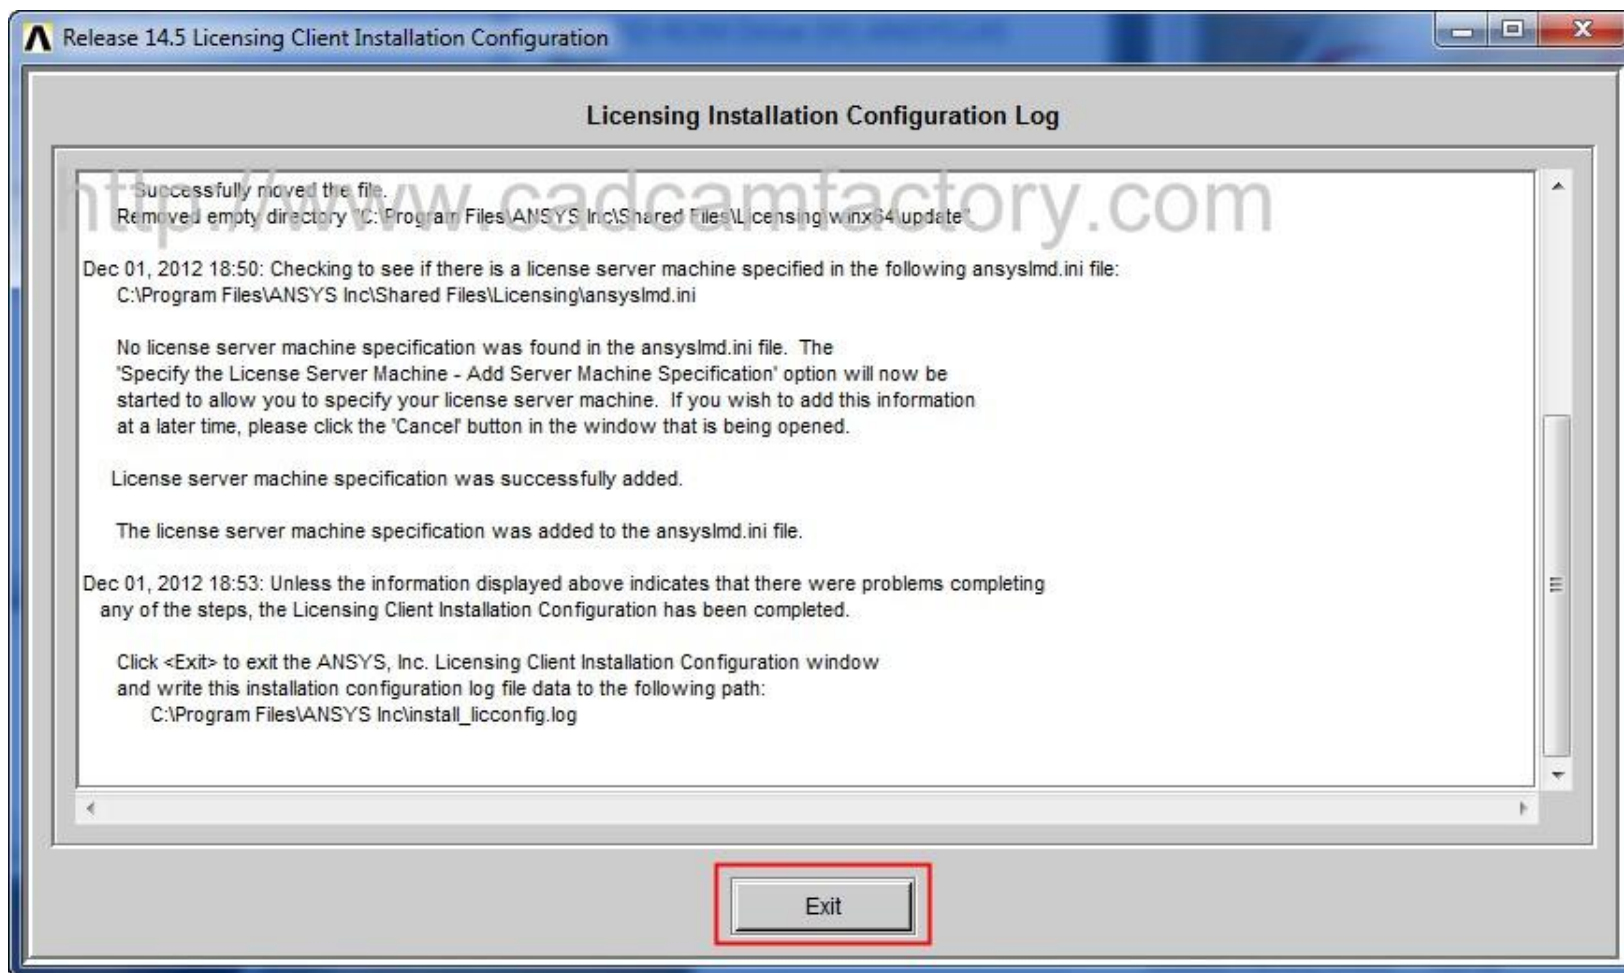 Release 14.5 Licensing Client Installation Configuration
Licensing Installation Configuration Log
http://www.cadcamfactory.com
Successfully moved the file.
Removed empty directory "C:\Program Files\ANSYS Inc\Shared Files\Licensing\winx64\update".
Dec 01, 2012 18:50: Checking to see if there is a license server machine specified in the following ansyslmd.ini file:
C:\Program Files\ANSYS Inc\Shared Files\Licensing\ansyslmd.ini
No license server machine specification was found in the ansyslmd.ini file. The
'Specify the License Server Machine - Add Server Machine Specification' option will now be
started to allow you to specify your license server machine. If you wish to add this information
at a later time, please click the 'Cancel' button in the window that is being opened.
License server machine specification was successfully added.
The license server machine specification was added to the ansyslmd.ini file.
Dec 01, 2012 18:53: Unless the information displayed above indicates that there were problems completing
any of the steps, the Licensing Client Installation Configuration has been completed.
Click <Exit> to exit the ANSYS, Inc. Licensing Client Installation Configuration window
and write this installation configuration log file data to the following path:
C:\Program Files\ANSYS Inc\install_licconfig.log
Exit